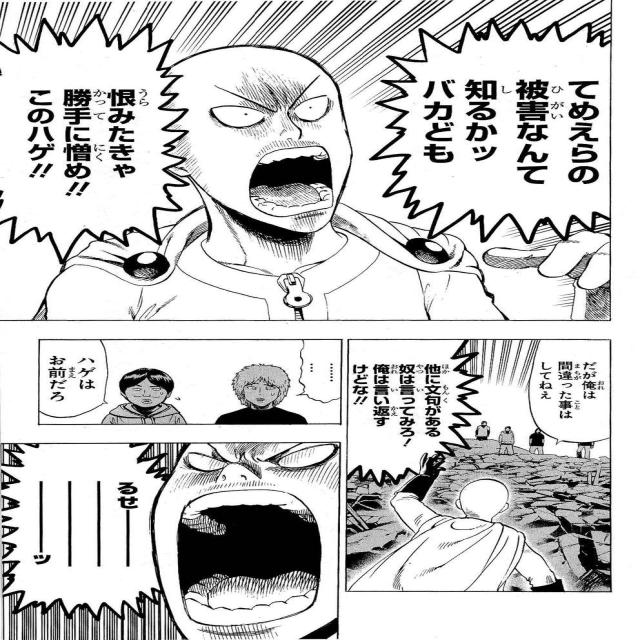 てめえらの
被害なんて
知るかッ
バカども
恨みたきゃ
勝手に憎め!!
このハゲ!!
だが俺は
間違った事は
してねえ
他に文句がある
奴は言ってみろ!
俺は言い返す
けどな!!
……
ハゲは
お前だろ
るせ━━━━ッ